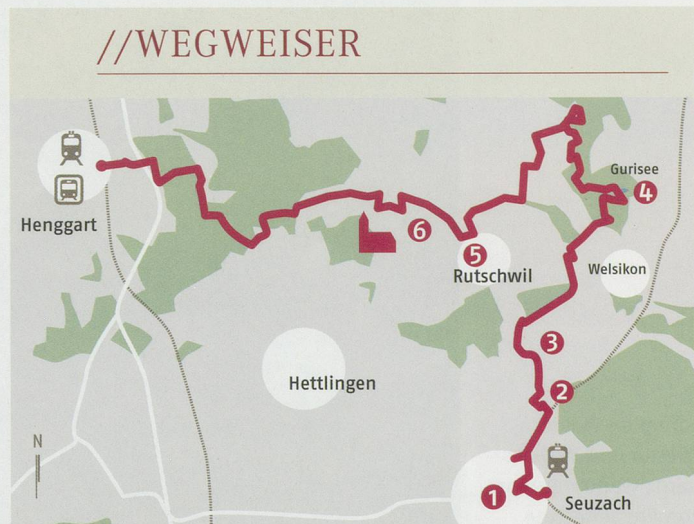 //WEGWEISER
Gurisee
4
Henggart
6
5
Rutschwil
Welsikon
3
Hettlingen
2
N
1
Seuzach